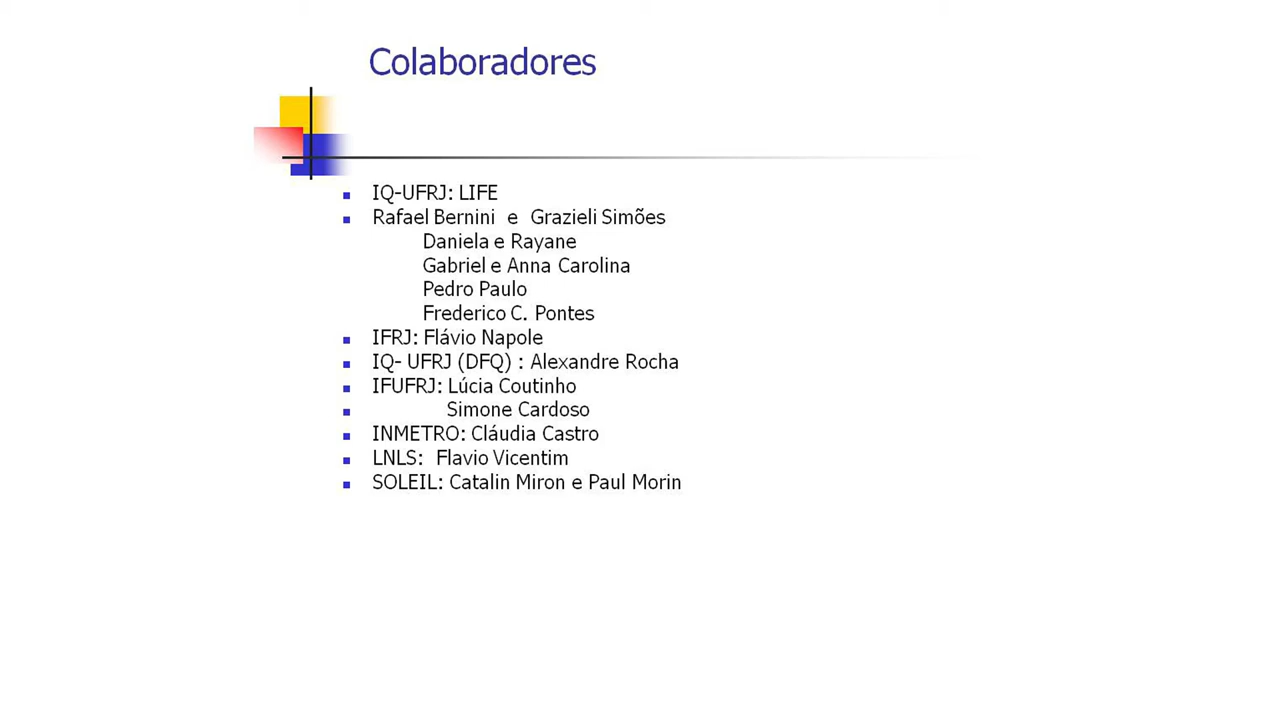 Colaboradores
IQ-UFRJ: LIFE
Rafael Bernini e Grazieli Simões
Daniela e Rayane
Gabriel e Anna Carolina
Pedro Paulo
Frederico C. Pontes
IFRJ: Flávio Napole
IQ- UFRJ (DFQ) : Alexandre Rocha
IFUFRJ: Lúcia Coutinho
Simone Cardoso
INMETRO: Cláudia Castro
LNLS: Flavio Vicentim
SOLEIL: Catalin Miron e Paul Morin